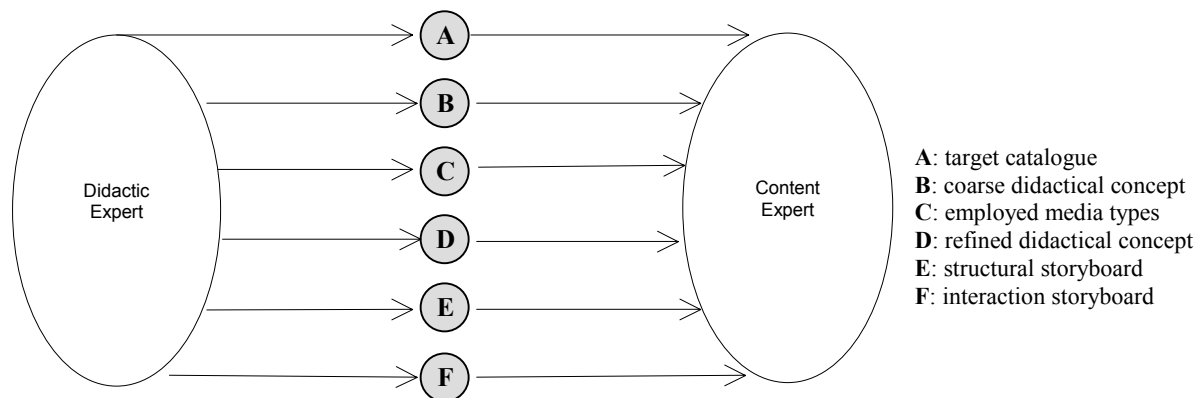 A
B
C
D
E
F
Didactic
Expert
Content
Expert
A: target catalogue
B: coarse didactical concept
C: employed media types
D: refined didactical concept
E: structural storyboard
F: interaction storyboard